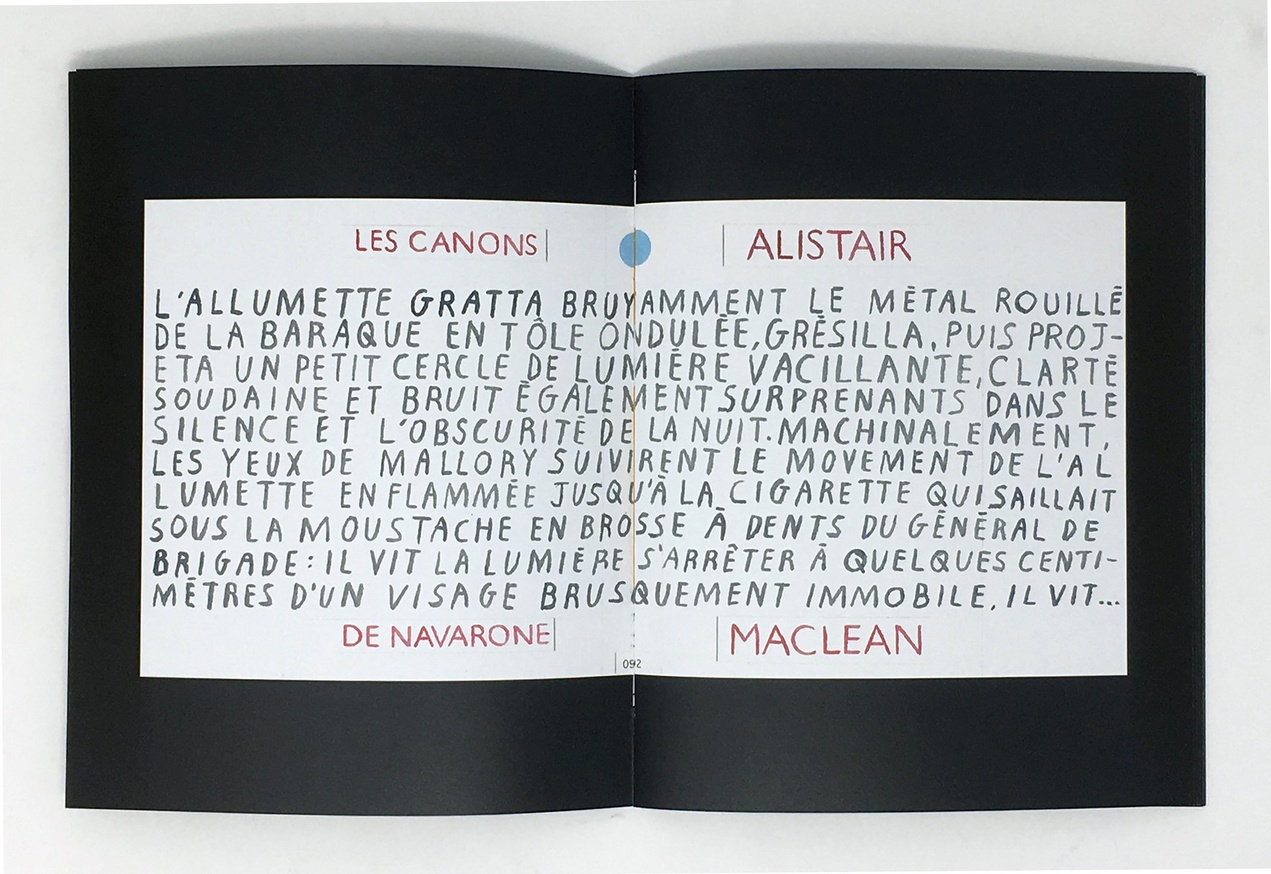 LES CANONS
ALISTAIR
L'ALLUMETTE GRATTA BRUYAMMENT LE MÉTAL ROUILLÉ
DE LA BARAQUE EN TÔLE ONDULÉE, GRÉSILLA, PUIS PROJ-
ETA UN PETIT CERCLE DE LUMIÈRE VACILLANTE, CLARTÉ
SOUDAINE ET BRUIT ÉGALEMENT SURPRENANTS DANS LE
SILENCE ET L'OBSCURITÉ DE LA NUIT. MACHINALEMENT,
LES YEUX DE MALLORY SUIVIRENT LE MOVEMENT DE L'AL
LUMETTE ENFLAMMÉE JUSQU'À LA CIGARETTE QUI SAILLAIT
SOUS LA MOUSTACHE EN BROSSE À DENTS DU GÉNÉRAL DE
BRIGADE: IL VIT LA LUMIÈRE S'ARRÊTER À QUELQUES CENTI-
MÈTRES D'UN VISAGE BRUSQUEMENT IMMOBILE, IL VIT...
DE NAVARONE
MACLEAN
092